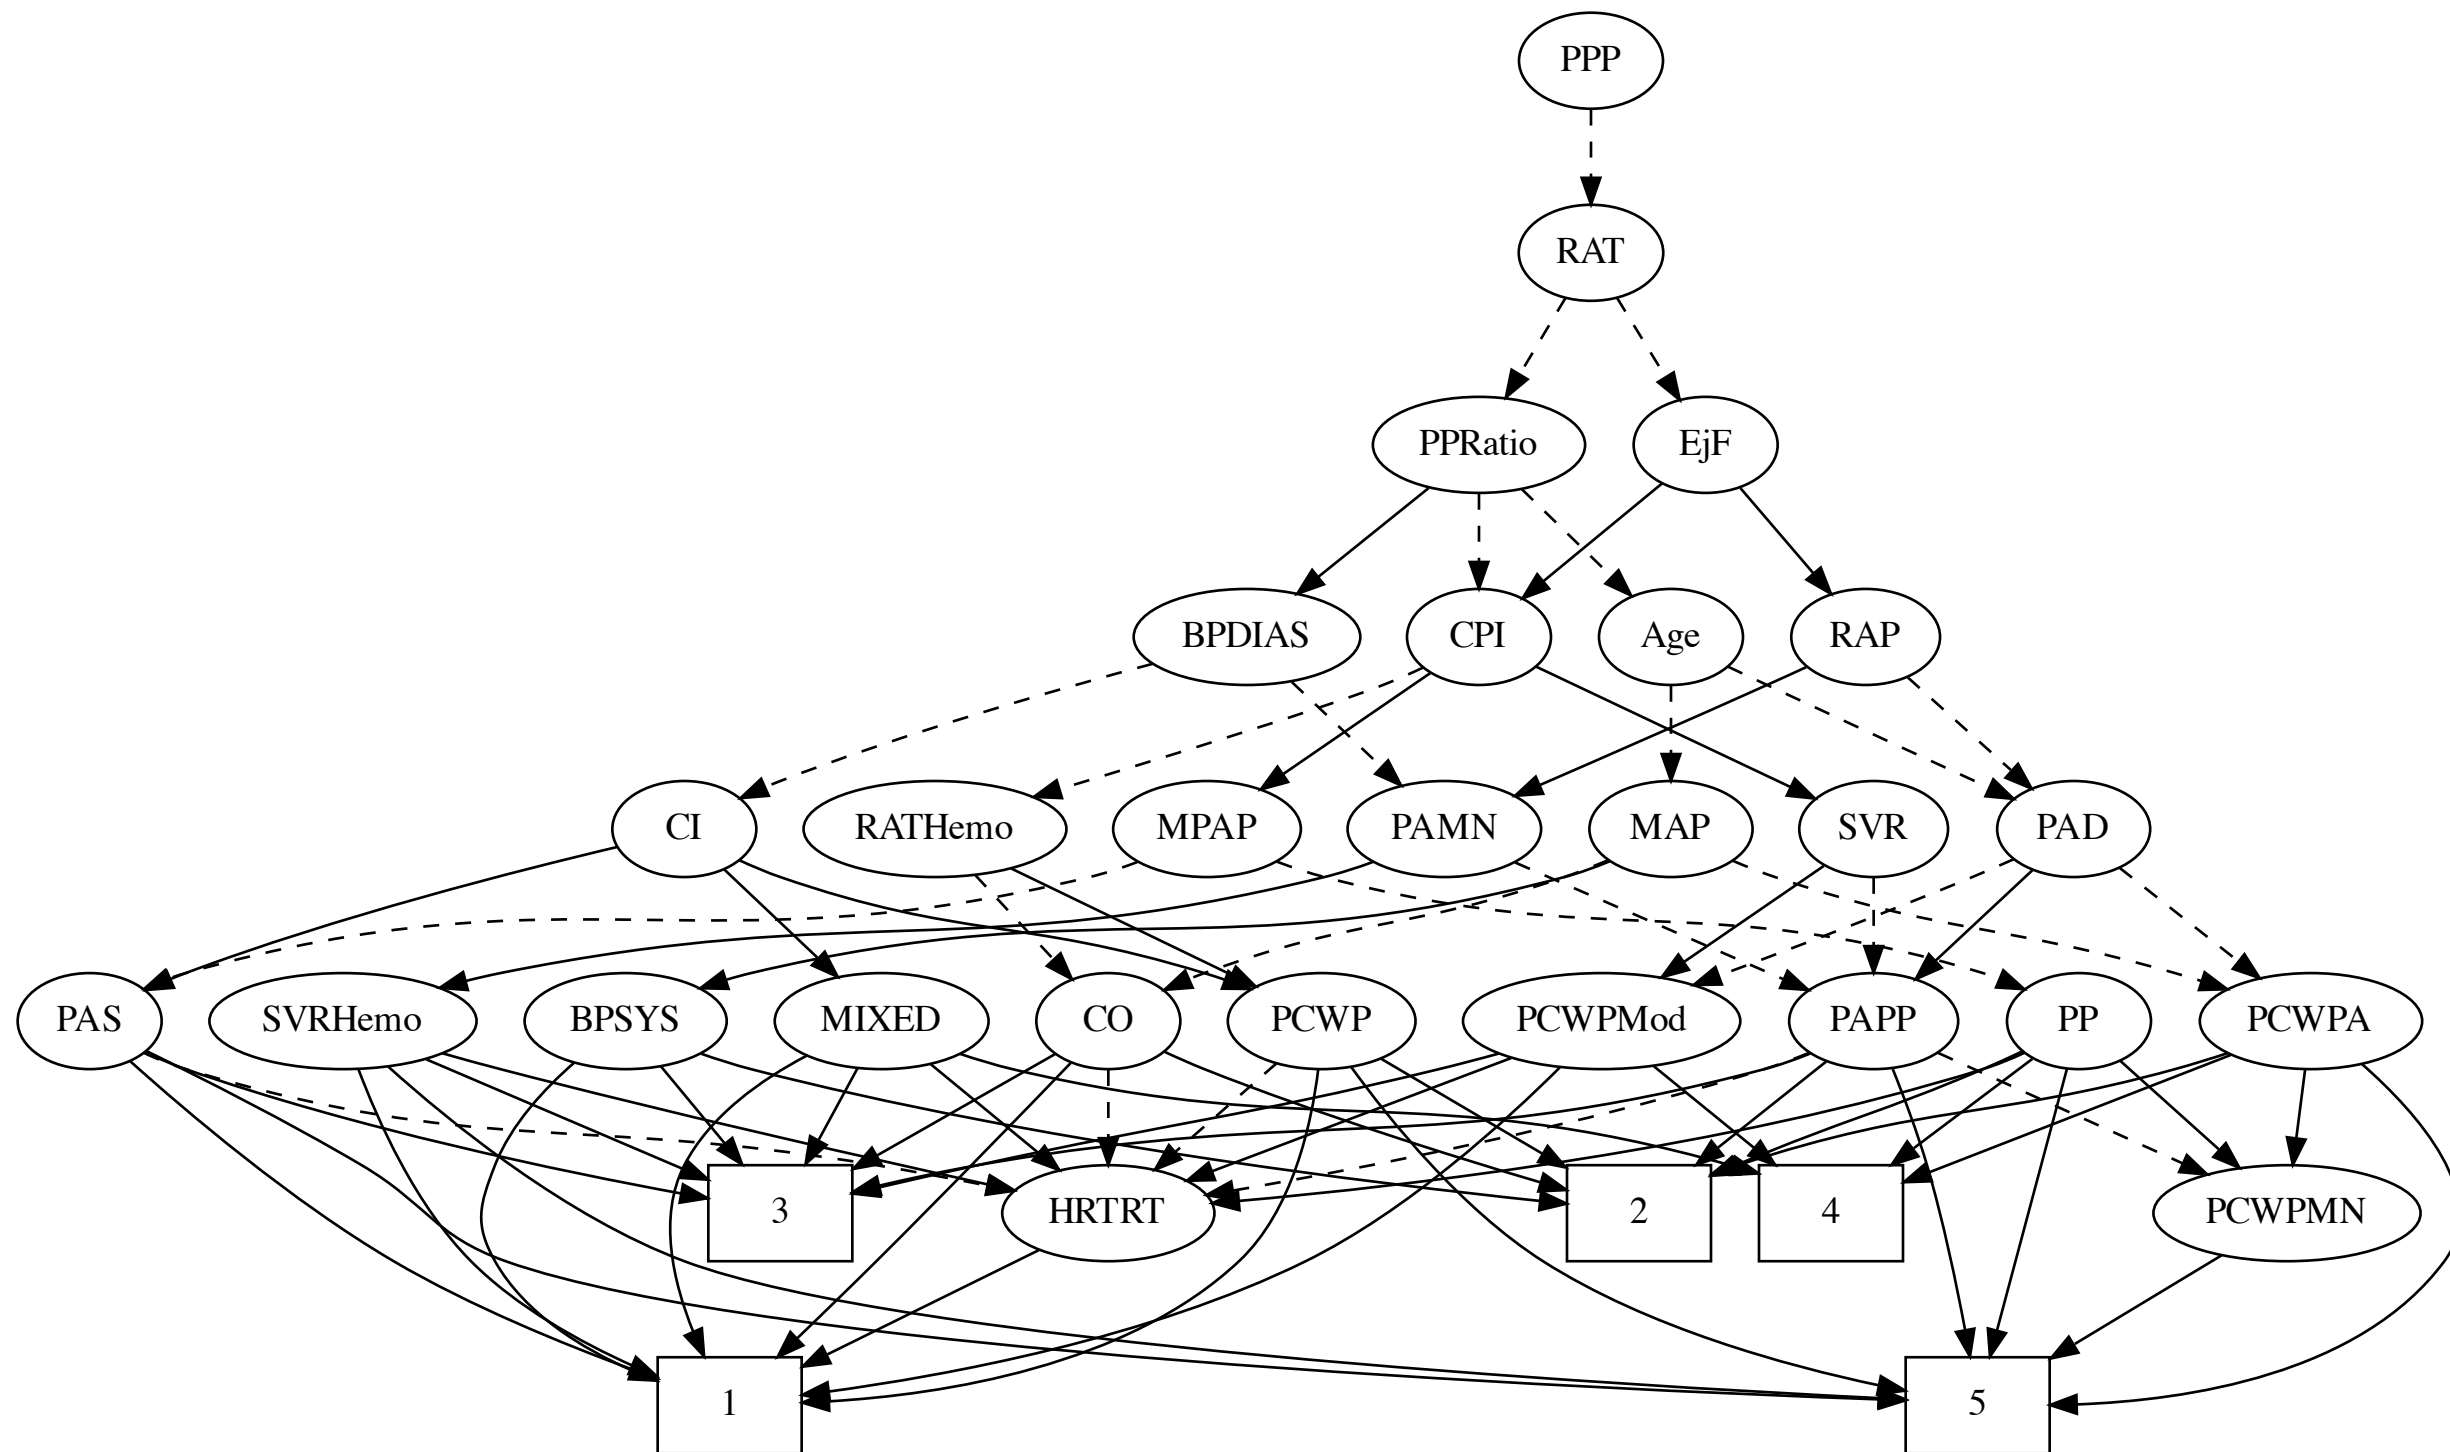 PPP
RAT
PPRatio
EjF
BPDIAS
CPI
Age
RAP
CI
RATHemo
MPAP
PAMN
MAP
SVR
PAD
PAS
SVRHemo
BPSYS
MIXED
CO
PCWP
PCWPMod
PAPP
PP
PCWPA
3
HRTRT
2
4
PCWPMN
1
5